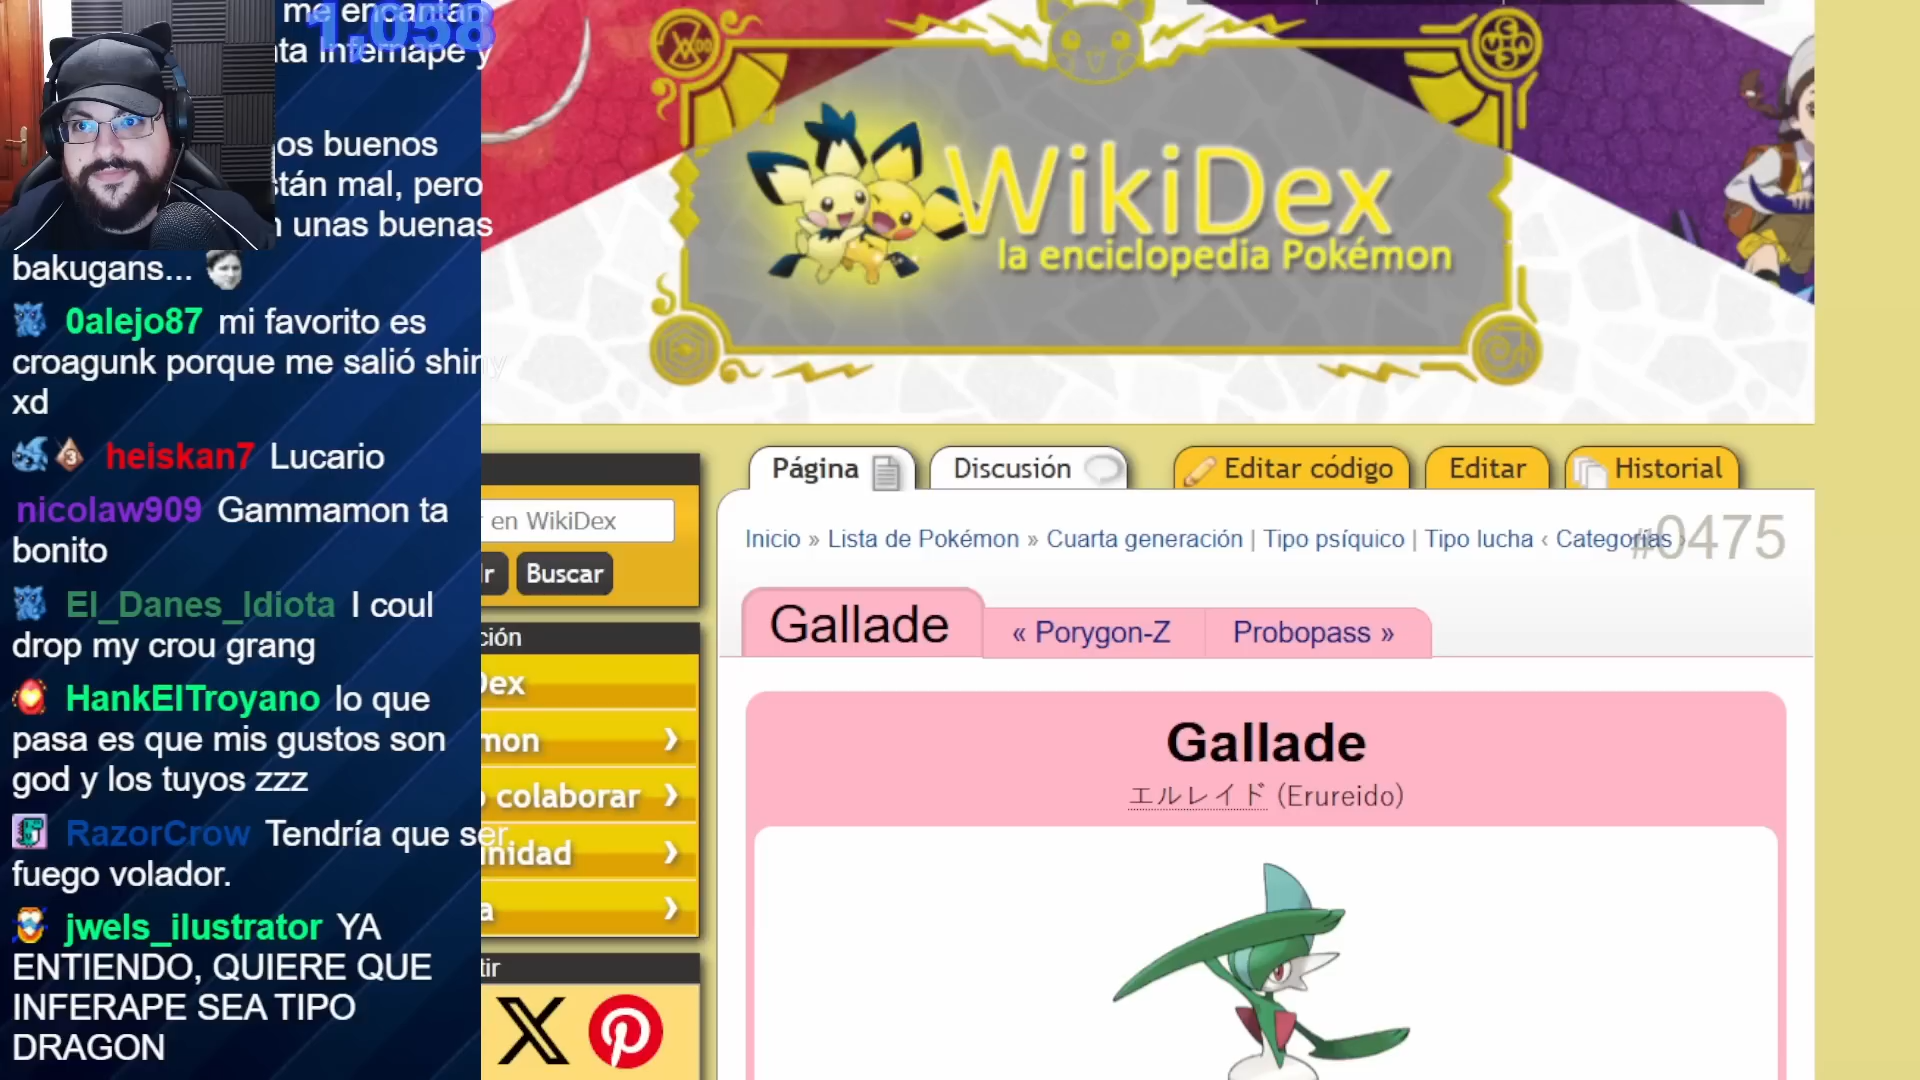 me encantan
1,058
ta Infernape y
os buenos
tán mal, pero
n unas buenas
bakugans...
0alejo87 mi favorito es
croagunk porque me salió shiny
xd
3 heiskan7 Lucario
nicolaw909 Gammamon ta
bonito
El_Danes_Idiota I coul
drop my crou grang
HankElTroyano lo que
pasa es que mis gustos son
god y los tuyos zzz
RazorCrow Tendría que ser
fuego volador.
jwels_ilustrator YA
ENTIENDO, QUIERE QUE
INFERAPE SEA TIPO
DRAGON
WikiDex
la enciclopedia Pokémon
en WikiDex
Ir Buscar
ción
Dex
mon
colaborar
nidad
a
tir
Página Discusión Editar código Editar Historial
Inicio » Lista de Pokémon » Cuarta generación | Tipo psíquico | Tipo lucha ‹ Categorías
#0475
Gallade « Porygon-Z Probopass »
Gallade
エルレイド (Erureido)